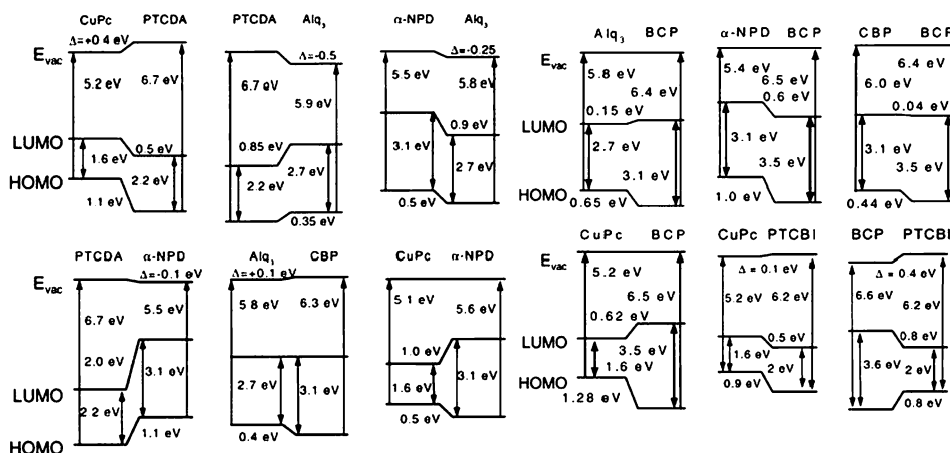 CuPc PTCDA
Δ=+0.4 eV
E_vac
5.2 eV 6.7 eV
LUMO
0.5 eV
1.6 eV
2.2 eV
HOMO
1.1 eV
PTCDA Alq₃
Δ=-0.5
6.7 eV
5.9 eV
0.85 eV
2.2 eV 2.7 eV
0.35 eV
α-NPD Alq₃
Δ=-0.25
5.5 eV 5.8 eV
0.9 eV
3.1 eV
2.7 eV
0.5 eV
Alq₃ BCP
E_vac
5.8 eV
6.4 eV
0.15 eV
LUMO
2.7 eV
3.1 eV
HOMO
0.65 eV
α-NPD BCP
5.4 eV
6.5 eV
0.6 eV
3.1 eV
3.5 eV
1.0 eV
CBP BCP
6.4 eV
6.0 eV
0.04 eV
3.1 eV
3.5 eV
0.44 eV
PTCDA α-NPD
Δ=-0.1 eV
E_vac
6.7 eV 5.5 eV
2.0 eV
3.1 eV
LUMO
2.2 eV
1.1 eV
HOMO
Alq₃ CBP
Δ=+0.1 eV
5.8 eV 6.3 eV
2.7 eV
3.1 eV
0.4 eV
CuPc α-NPD
5.1 eV 5.6 eV
1.0 eV
1.6 eV 3.1 eV
0.5 eV
CuPc BCP
E_vac
5.2 eV
6.5 eV
0.62 eV
LUMO
3.5 eV
1.6 eV
HOMO
1.28 eV
CuPc PTCBI
Δ = 0.1 eV
5.2 eV 6.2 eV
0.5 eV
1.6 eV
2 eV
0.9 eV
BCP PTCBI
Δ = 0.4 eV
6.6 eV 6.2 eV
0.8 eV
3.6 eV 2 eV
0.8 eV